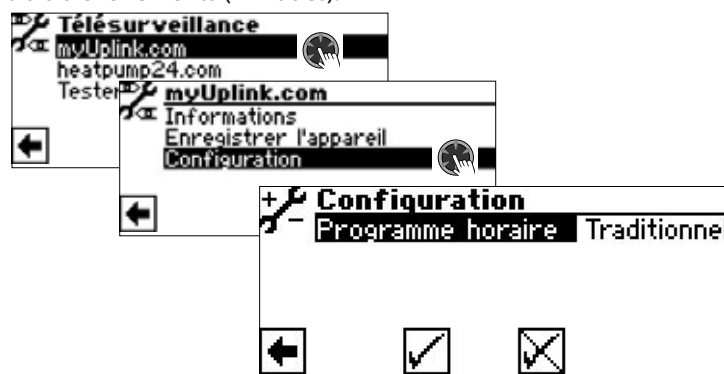 Télésurveillance
myUplink.com
heatpump24.com
Tester
myUplink.com
Informations
Enregistrer l'appareil
Configuration
Configuration
Programme horaire Traditionne